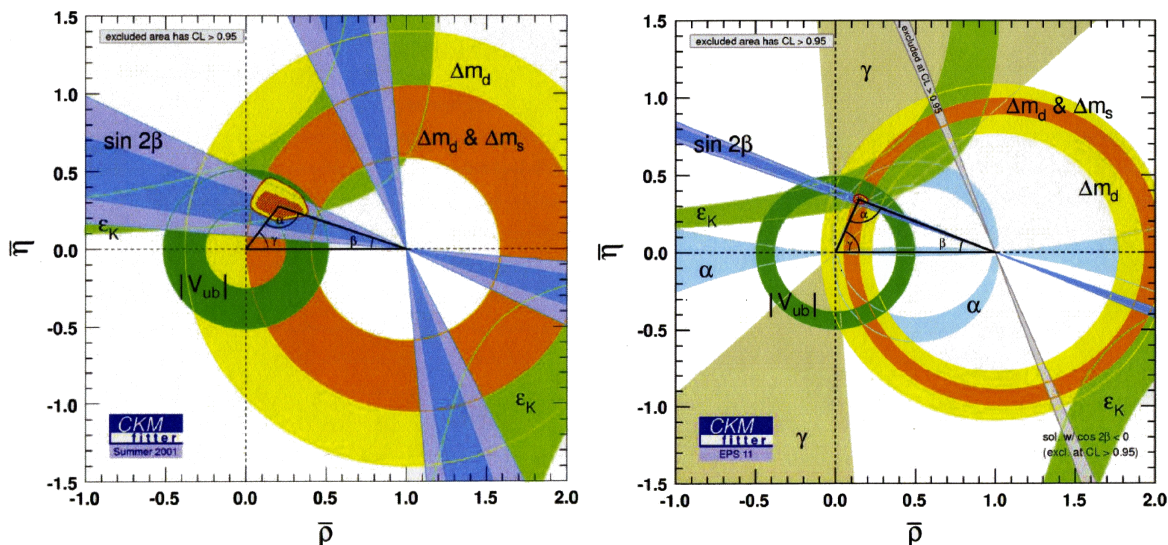 excluded area has CL > 0.95
Δm_d
sin 2β
Δm_d & Δm_s
ε_K
α
γ
β
|V_ub|
ε_K
CKM
fitter
Summer 2001
1.5
1.0
0.5
0.0
-0.5
-1.0
-1.5
-1.0
-0.5
0.0
0.5
1.0
1.5
2.0
η̅
ρ̅
excluded area has CL > 0.95
excluded at CL > 0.95
γ
Δm_d & Δm_s
sin 2β
Δm_d
ε_K
α
γ
β
α
α
|V_ub|
ε_K
γ
CKM
fitter
EPS 11
sol. w/ cos 2β < 0
(excl. at CL > 0.95)
1.5
1.0
0.5
0.0
-0.5
-1.0
-1.5
-1.0
-0.5
0.0
0.5
1.0
1.5
2.0
η̅
ρ̅